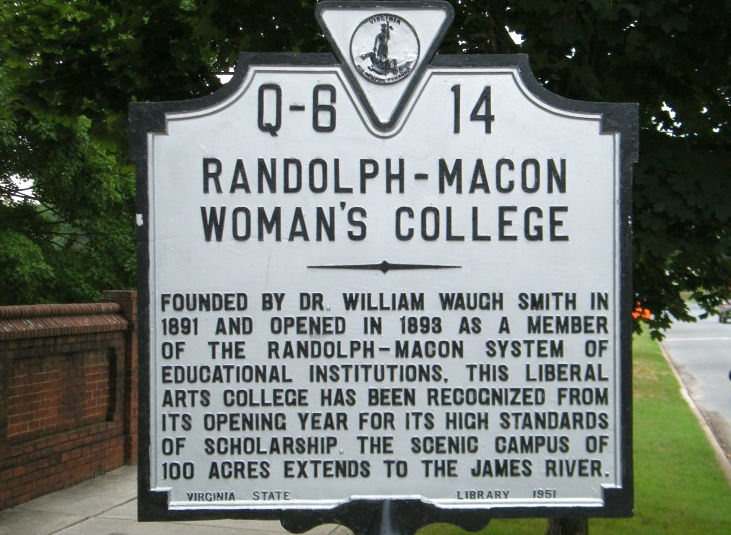 VIRGINIA
Q-6 14
RANDOLPH-MACON
WOMAN'S COLLEGE
FOUNDED BY DR. WILLIAM WAUGH SMITH IN
1891 AND OPENED IN 1893 AS A MEMBER
OF THE RANDOLPH-MACON SYSTEM OF
EDUCATIONAL INSTITUTIONS, THIS LIBERAL
ARTS COLLEGE HAS BEEN RECOGNIZED FROM
ITS OPENING YEAR FOR ITS HIGH STANDARDS
OF SCHOLARSHIP. THE SCENIC CAMPUS OF
100 ACRES EXTENDS TO THE JAMES RIVER.
VIRGINIA STATE LIBRARY 1951